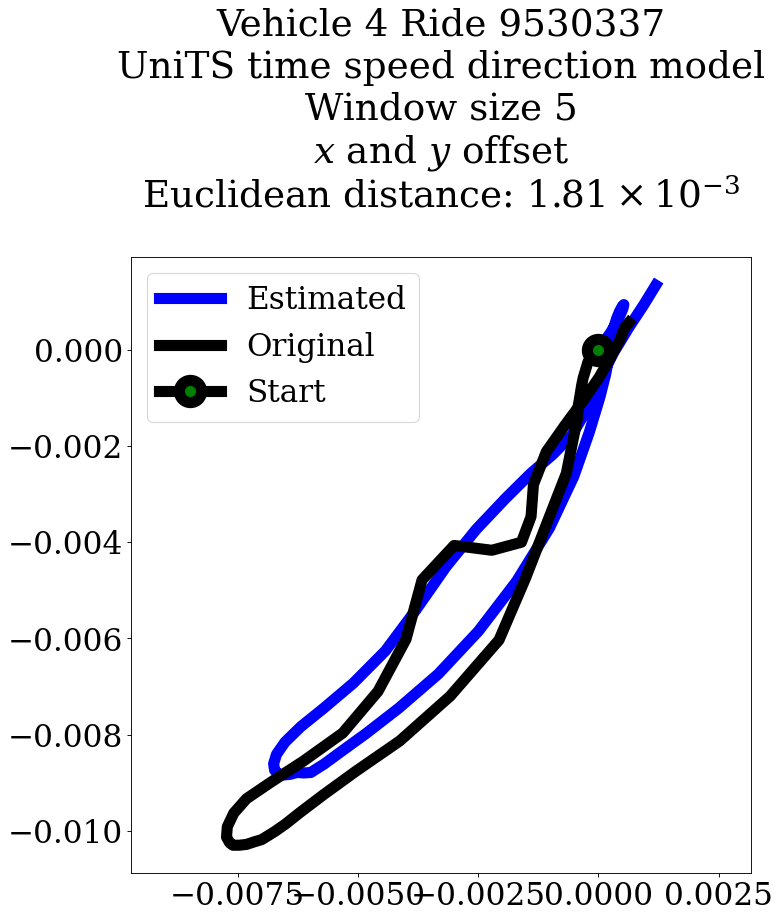 Vehicle 4 Ride 9530337
UniTS time speed direction model
Window size 5
x and y offset
Euclidean distance: 1.81 × 10⁻³
Estimated
Original
Start
0.000
−0.002
−0.004
−0.006
−0.008
−0.010
−0.0075 −0.0050 −0.0025 0.0000 0.0025